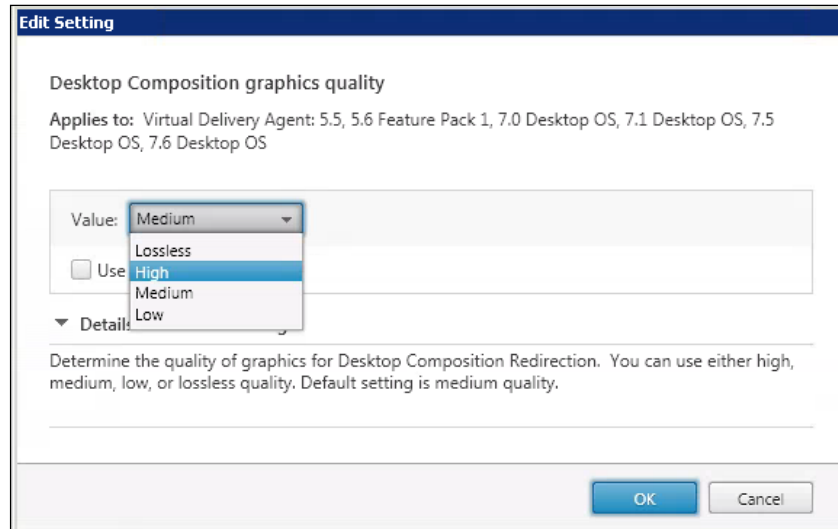 Edit Setting
Desktop Composition graphics quality
Applies to: Virtual Delivery Agent: 5.5, 5.6 Feature Pack 1, 7.0 Desktop OS, 7.1 Desktop OS, 7.5
Desktop OS, 7.6 Desktop OS
Value: Medium
Lossless
Use High
Medium
Low
Details
Determine the quality of graphics for Desktop Composition Redirection. You can use either high,
medium, low, or lossless quality. Default setting is medium quality.
OK Cancel